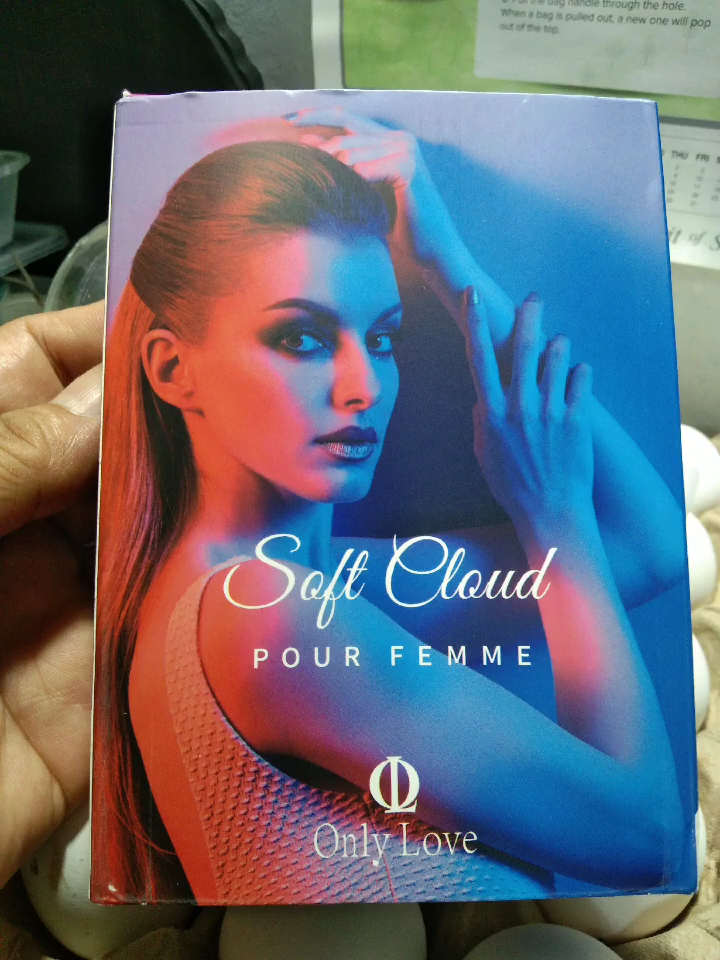 the bag handle through the hole.
When a bag is pulled out, a new one will pop
out of the top.
THU FRI
of
Soft Cloud
POUR FEMME
OL
Only Love